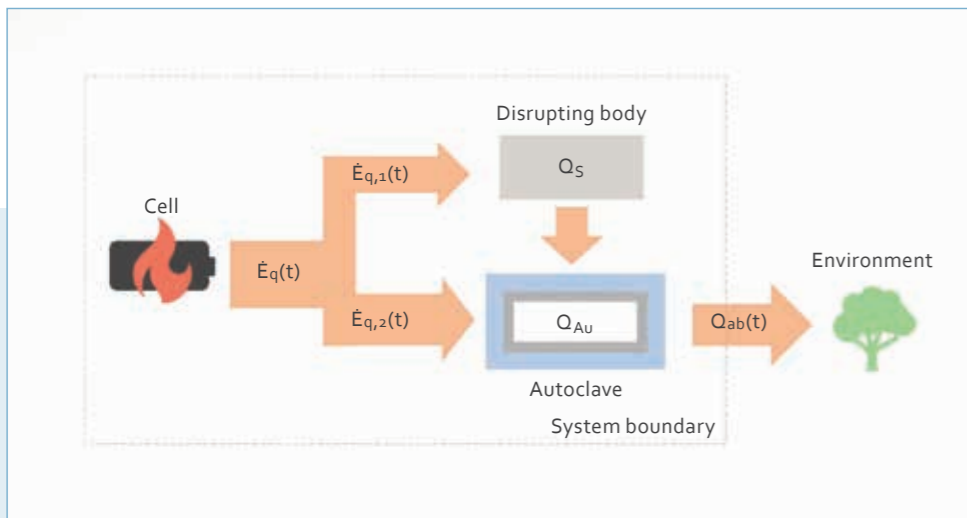 Disrupting body
Ėq,1(t)
QS
Cell
Ėq(t)
Environment
Ėq,2(t)
QAu
Qab(t)
Autoclave
System boundary